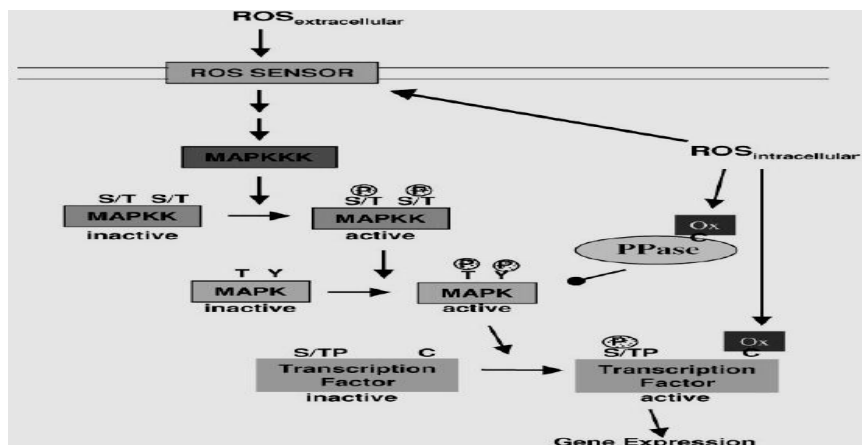 ROSextracellular
ROS SENSOR
MAPKKK
ROSintracellular
S/T S/T
MAPKK
inactive
P P
S/T S/T
MAPKK
active
Ox
C
PPase
T Y
MAPK
inactive
P P
T Y
MAPK
active
S/TP C
Transcription
Factor
inactive
P
S/TP
Ox
C
Transcription
Factor
active
Gene Expression